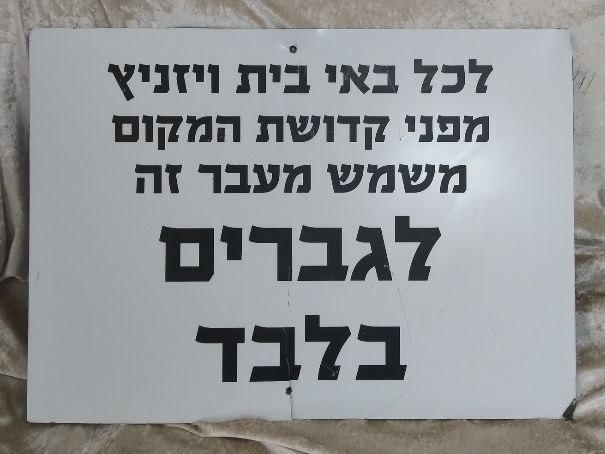 לכל באי בית ויזניץ
מפני קדושת המקום
משמש מעבר זה
לגברים
בלבד